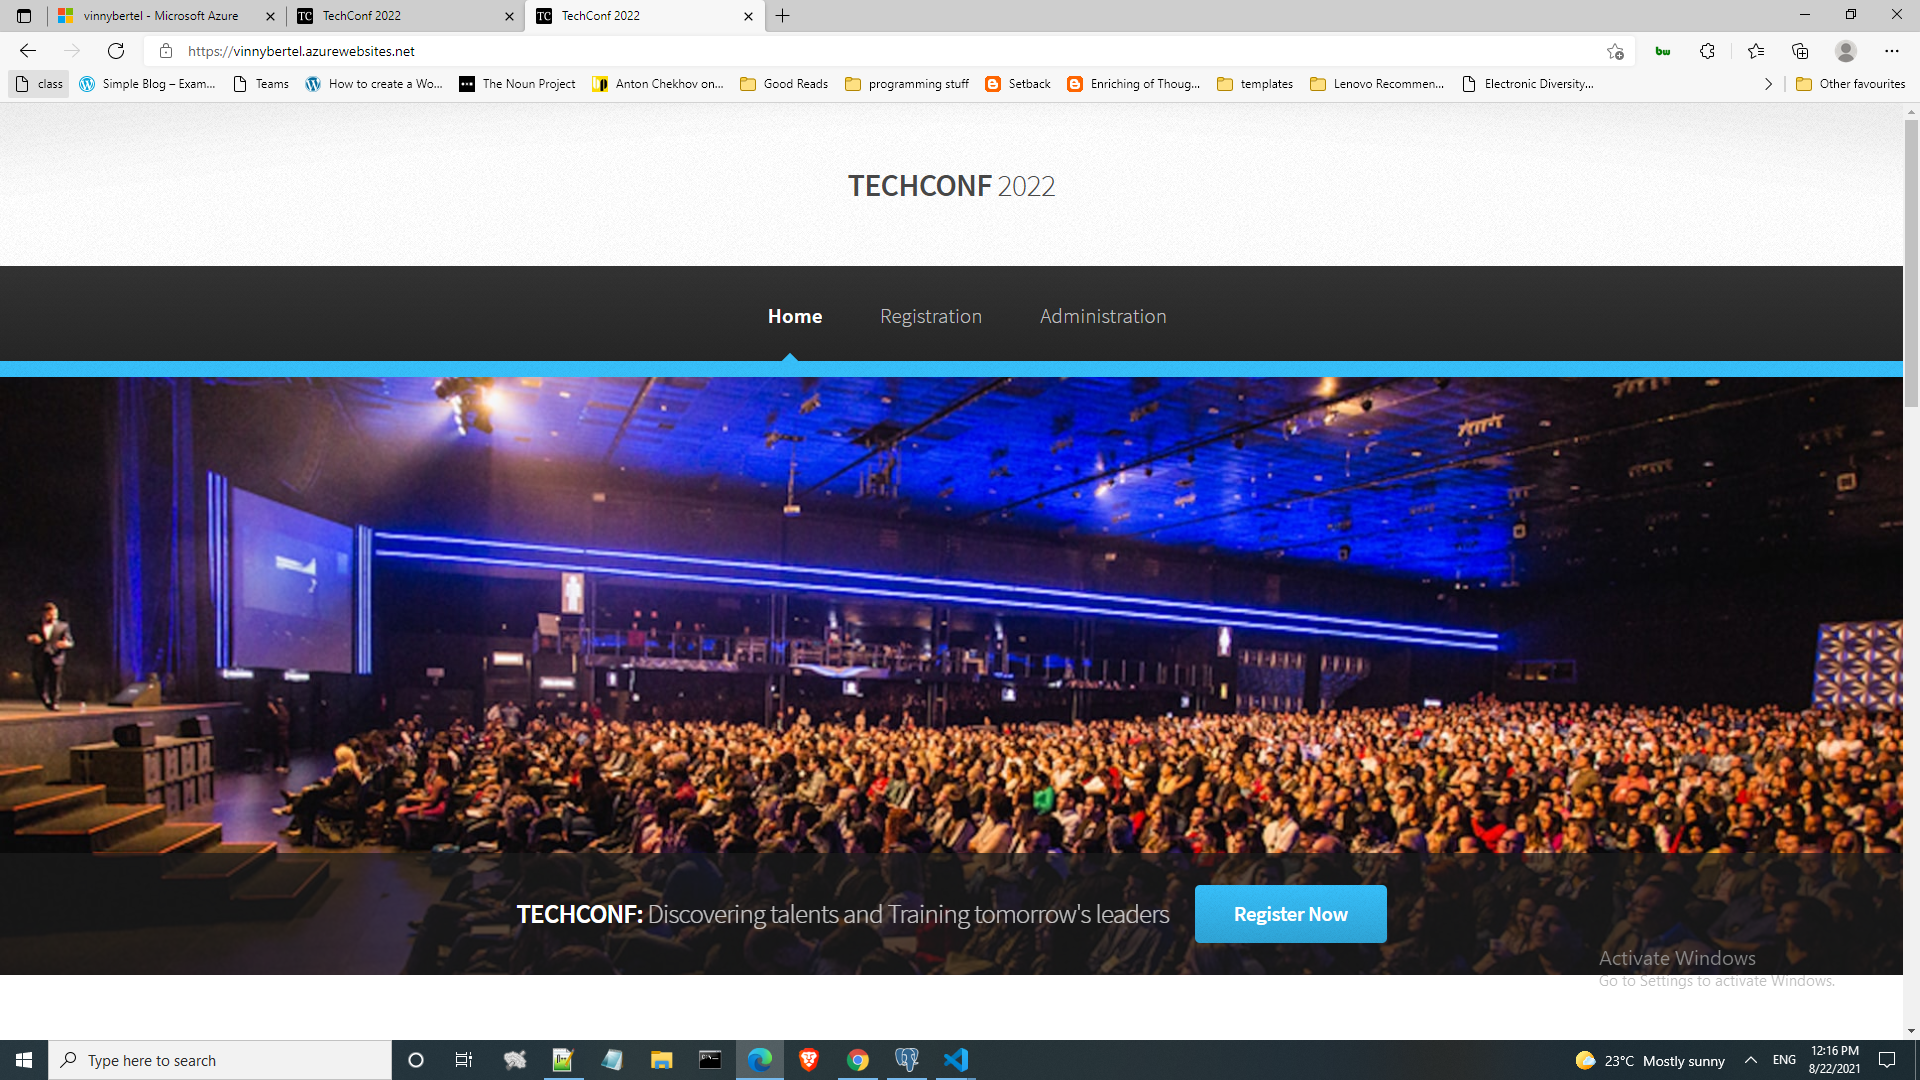 vinnybertel - Microsoft Azure
TechConf 2022
TechConf 2022
https://vinnybertel.azurewebsites.net
class
Simple Blog – Exam...
Teams
How to create a Wo...
The Noun Project
Anton Chekhov on...
Good Reads
programming stuff
Setback
Enriching of Thoug...
templates
Lenovo Recommen...
Electronic Diversity...
Other favourites
TECHCONF 2022
Home
Registration
Administration
TECHCONF: Discovering talents and Training tomorrow's leaders
Register Now
Activate Windows
Go to Settings to activate Windows.
Type here to search
23°C Mostly sunny
ENG
12:16 PM
8/22/2021